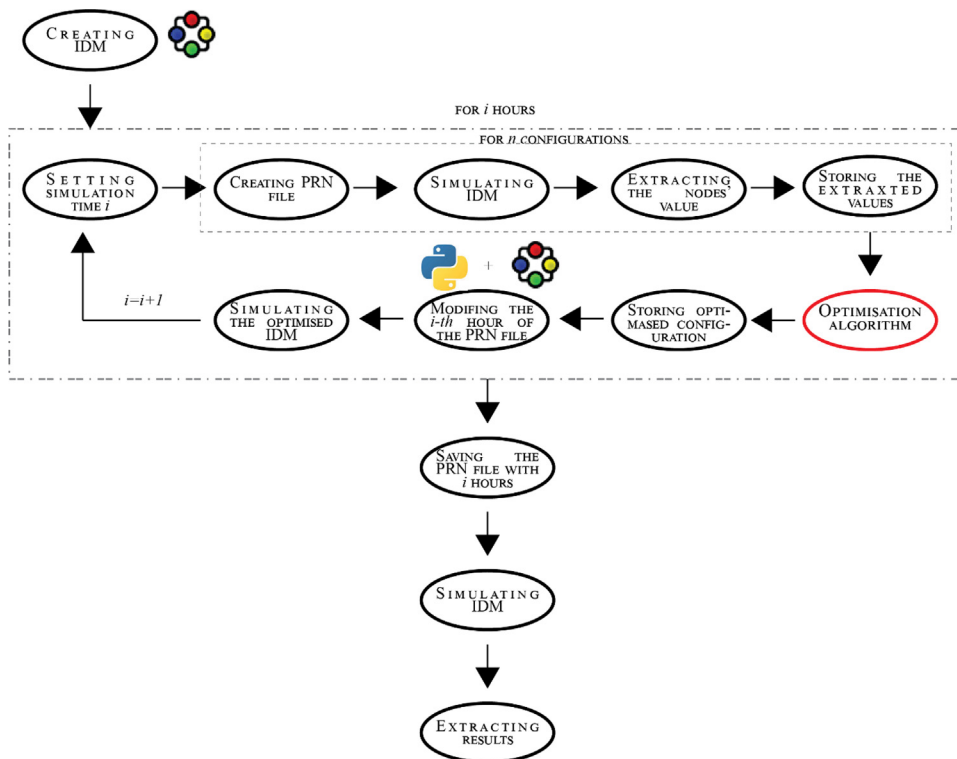 CREATING
IDM
FOR i HOURS
FOR n CONFIGURATIONS
SETTING
SIMULATION
TIME i
CREATING PRN
FILE
SIMULATING
IDM
EXTRACTING
THE NODES'
VALUE
STORING THE
EXTRAXTED
VALUES
i=i+1
SIMULATING
THE OPTIMISED
IDM
+
MODIFING THE
i-th HOUR OF
THE PRN FILE
STORING OPTI-
MASED CONFIG-
URATION
OPTIMISATION
ALGORITHM
SAVING THE
PRN FILE WITH
i HOURS
SIMULATING
IDM
EXTRACTING
RESULTS